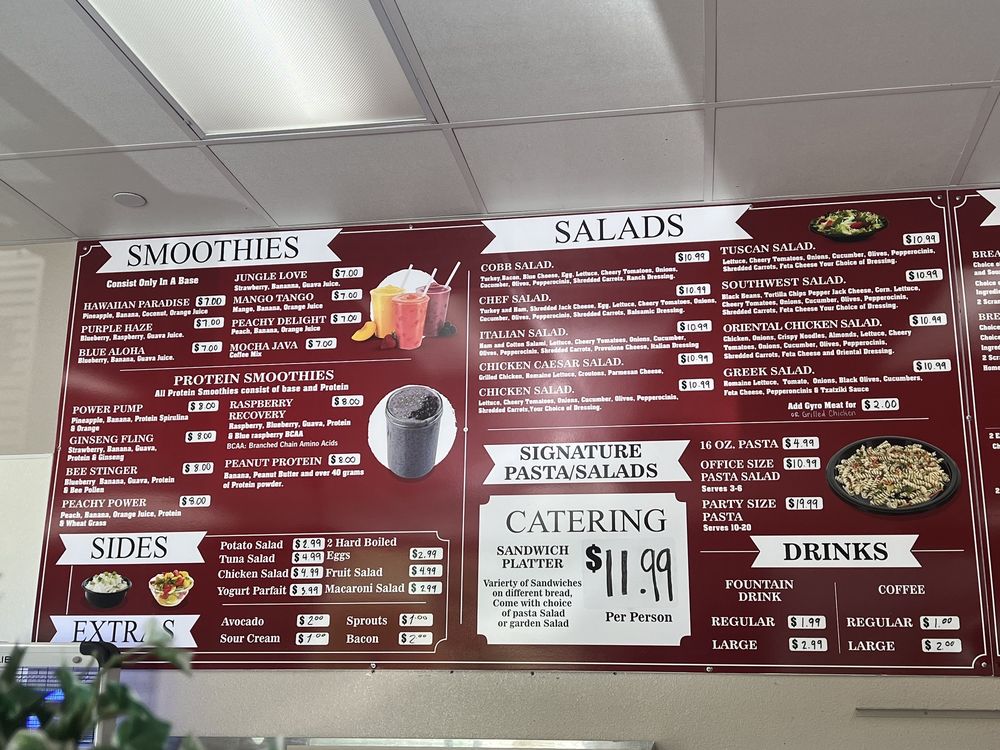 SMOOTHIES
Consist Only In A Base
HAWAIIAN PARADISE $7.00
Pineapple, Banana, Coconut, Orange Juice
PURPLE HAZE $7.00
Blueberry, Raspberry, Guava Juice.
BLUE ALOHA $7.00
Blueberry, Banana, Guava Juice.
JUNGLE LOVE $7.00
Strawberry, Bananna, Guava Juice.
MANGO TANGO $7.00
Mango, Banana, Orange Juice
PEACHY DELIGHT $7.00
Peach, Banana, Orange Juice
MOCHA JAVA $7.00
Coffee Mix
PROTEIN SMOOTHIES
All Protein Smoothies consist of base and Protein
POWER PUMP $8.00
Pineapple, Banana, Protein Spirulina
& Orange
GINSENG FLING $8.00
Strawberry, Banana, Guava,
Protein & Ginseng
BEE STINGER $8.00
Blueberry Banana, Guava, Protein
& Bee Pollen
PEACHY POWER $8.00
Peach, Banana, Orange Juice, Protein
& Wheat Grass
RASPBERRY $8.00
RECOVERY
Raspberry, Blueberry, Guava, Protein
& Blue raspberry BCAA
BCAA: Branched Chain Amino Acids
PEANUT PROTEIN $8.00
Banana, Peanut Butter and over 40 grams
of Protein powder.
SIDES
Potato Salad $2.99
Tuna Salad $4.99
Chicken Salad $4.99
Yogurt Parfait $3.99
2 Hard Boiled
Eggs $2.99
Fruit Salad $4.99
Macaroni Salad $2.99
EXTRAS
Avocado $2.00
Sour Cream $1.00
Sprouts $1.00
Bacon $2.00
SALADS
COBB SALAD. $10.99
Turkey,Bacon, Blue Cheese, Egg, Lettuce, Cheery Tomatoes, Onions,
Cucumber, Olives, Pepperocinis, Shredded Carrots, Ranch Dressing.
CHEF SALAD. $10.99
Turkey and Ham, Shredded Jack Cheese, Egg, Lettuce, Cheery Tomatoes, Onions,
Cucumber, Olives, Pepperocinis, Shredded Carrots, Balsamic Dressing.
ITALIAN SALAD. $10.99
Ham and Cotton Salami, Lettuce, Cheery Tomatoes, Onions, Cucumber,
Olives, Pepperocinis, Shredded Carrots, Provolone Cheese, Italian Dressing
CHICKEN CAESAR SALAD. $10.99
Grilled Chicken, Romaine Lettuce, Croutons, Parmesan Cheese,
CHICKEN SALAD. $10.99
Lettuce, Cheery Tomatoes, Onions, Cucumber, Olives, Pepperocinis,
Shredded Carrots,Your Choice of Dressing.
TUSCAN SALAD. $10.99
Lettuce, Cheery Tomatoes, Onions, Cucumber, Olives, Pepperocinis,
Shredded Carrots, Feta Cheese Your Choice of Dressing.
SOUTHWEST SALAD. $10.99
Black Beans, Tortilla Chips Pepper Jack Cheese, Corn, Lettuce,
Cheery Tomatoes, Onions, Cucumber, Olives, Pepperocinis,
Shredded Carrots, Feta Cheese Your Choice of Dressing.
ORIENTAL CHICKEN SALAD. $10.99
Chicken, Onions, Crispy Noodles, Almonds, Lettuce, Cheery
Tomatoes, Onions, Cucumber, Olives, Pepperocinis,
Shredded Carrots, Feta Cheese and Oriental Dressing.
GREEK SALAD. $10.99
Romaine Lettuce, Tomato, Onions, Black Olives, Cucumbers,
Feta Cheese, Pepperocinis & Tzatziki Sauce
Add Gyro Meat for $2.00
or Grilled Chicken
SIGNATURE
PASTA/SALADS
16 OZ. PASTA $4.99
OFFICE SIZE $10.99
PASTA SALAD
Serves 3-6
PARTY SIZE $19.99
PASTA
Serves 10-20
CATERING
SANDWICH
PLATTER
$11.99
Per Person
Varierty of Sandwiches
on different bread,
Come with choice
of pasta Salad
or garden Salad
DRINKS
FOUNTAIN
DRINK
REGULAR $1.99
LARGE $2.99
COFFEE
REGULAR $1.00
LARGE $2.00